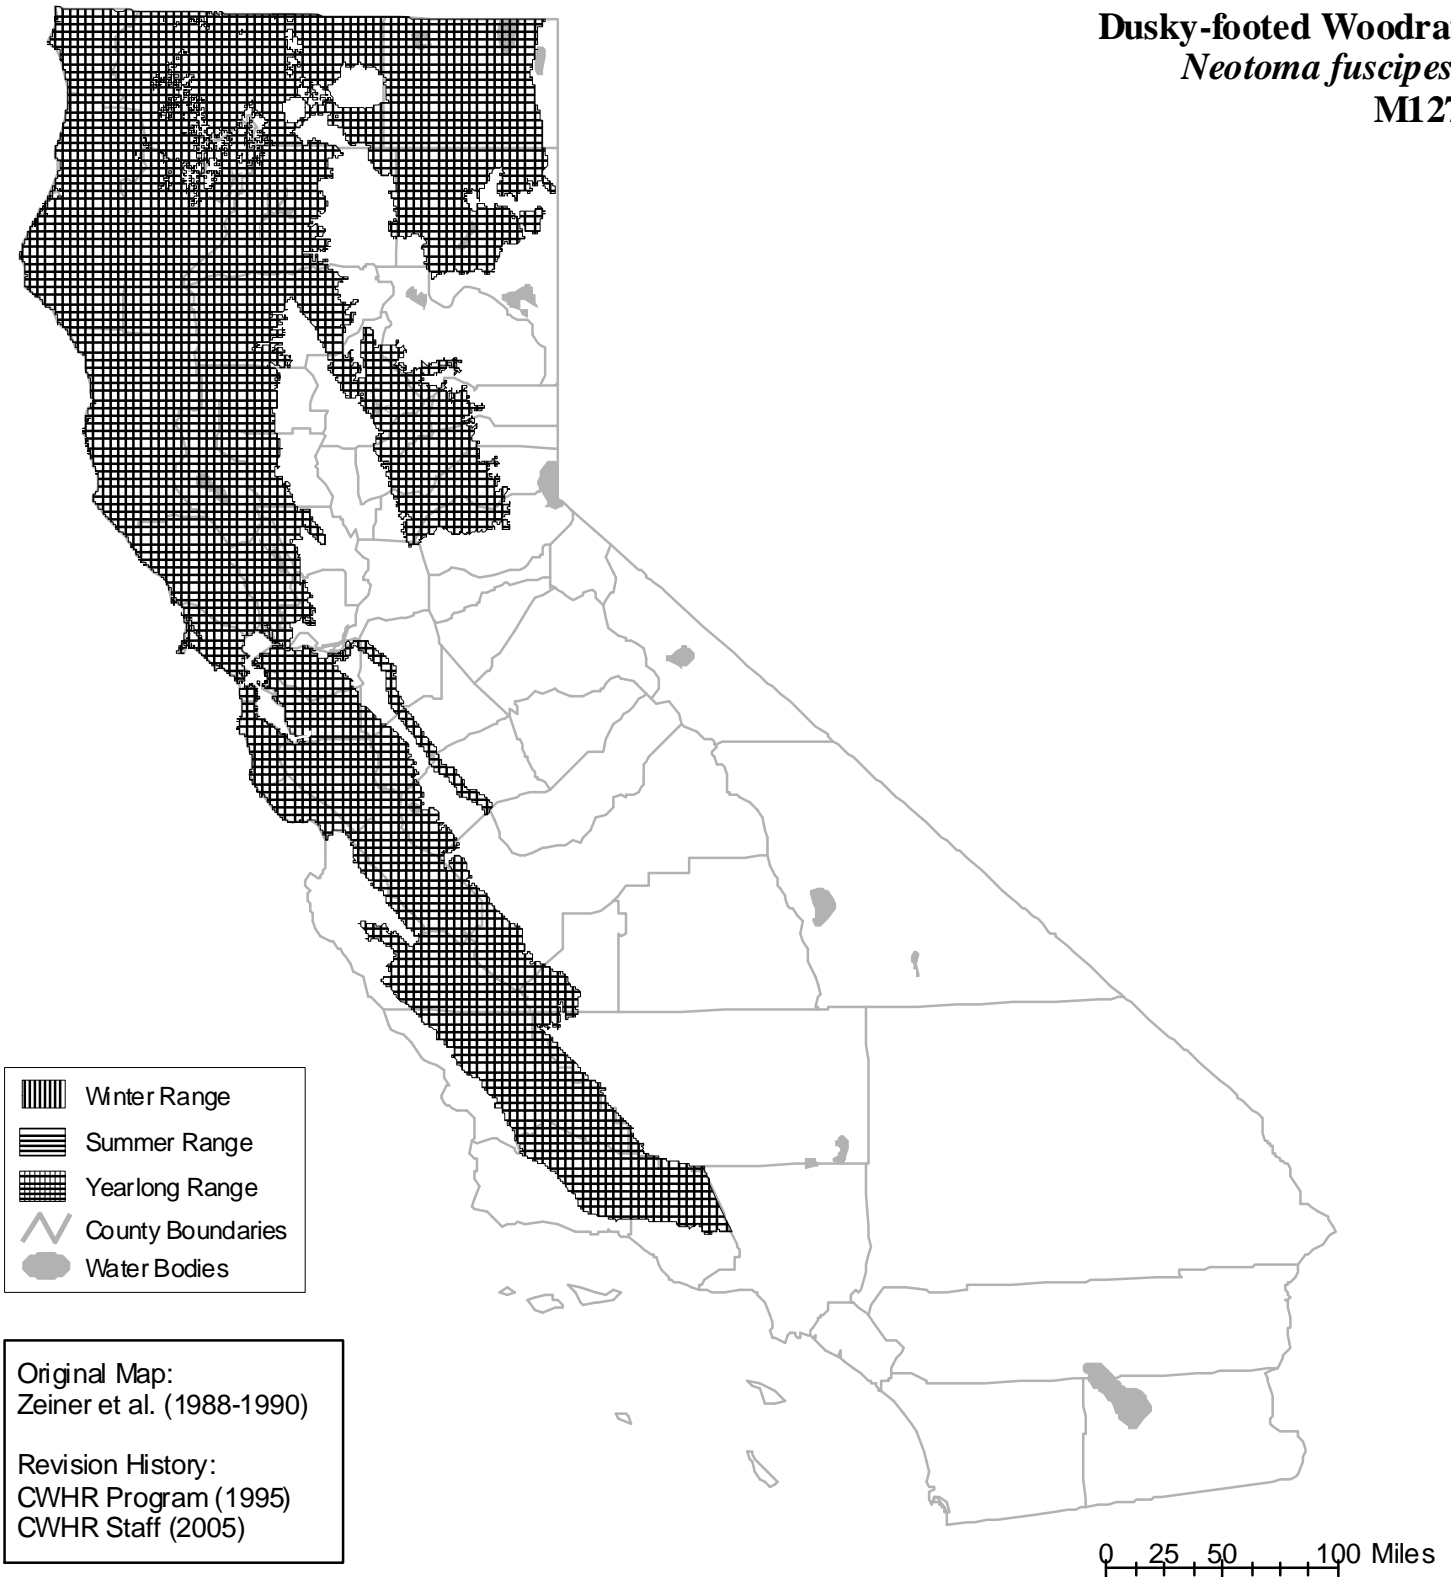 Dusky-footed Woodrat
Neotoma fuscipes
M127
Winter Range
Summer Range
Yearlong Range
County Boundaries
Water Bodies
Original Map:
Zeiner et al. (1988-1990)
Revision History:
CWHR Program (1995)
CWHR Staff (2005)
0 25 50 100 Miles